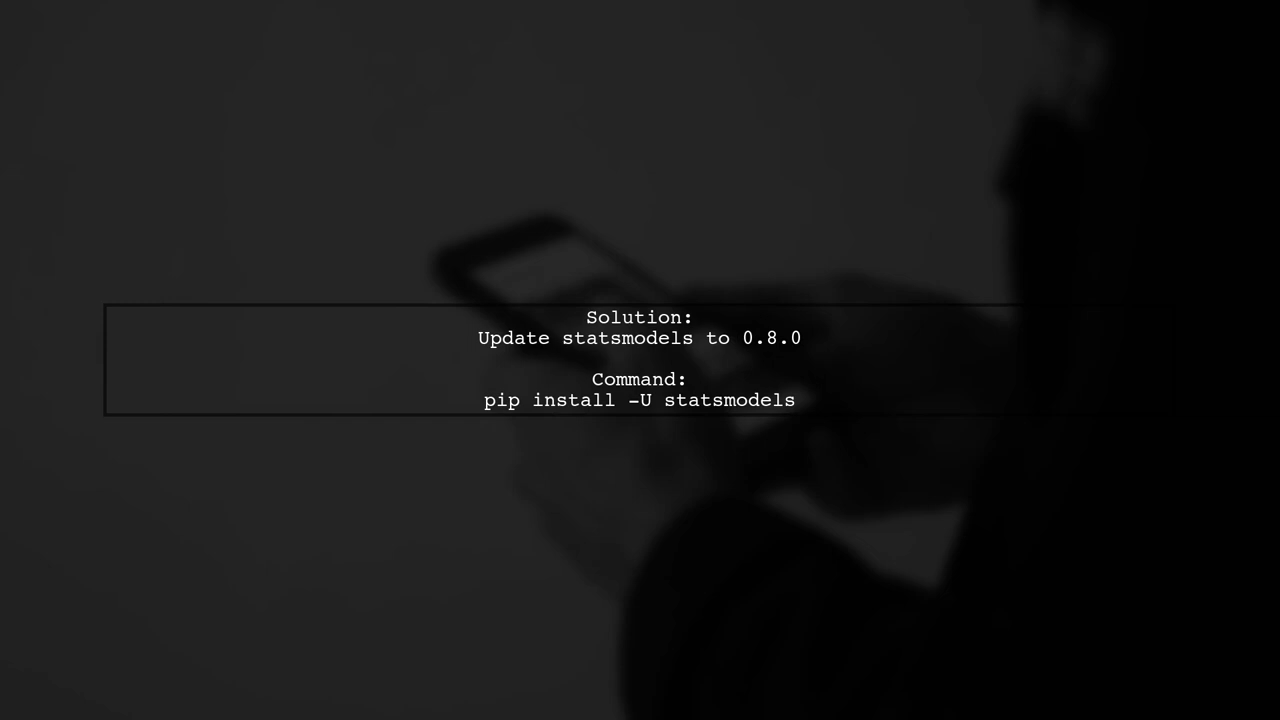 Solution:
Update statsmodels to 0.8.0
Command:
pip install -U statsmodels